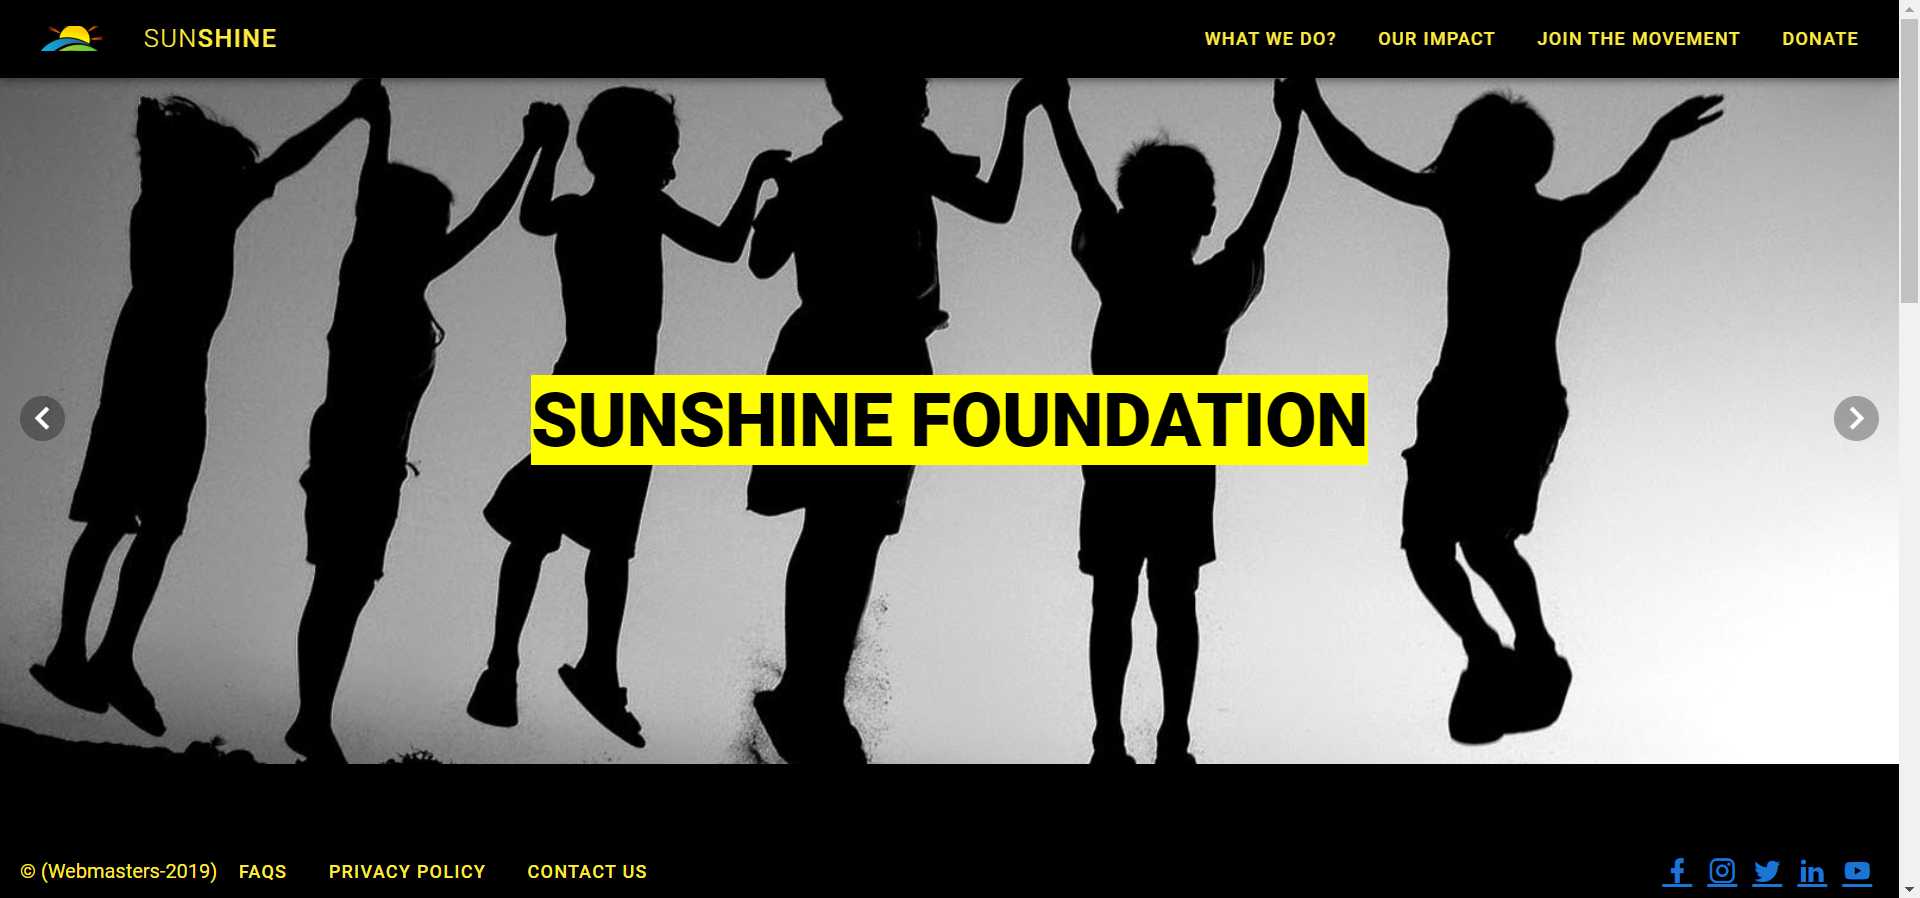 SUNSHINE
WHAT WE DO? OUR IMPACT JOIN THE MOVEMENT DONATE
SUNSHINE FOUNDATION
© (Webmasters-2019) FAQS PRIVACY POLICY CONTACT US